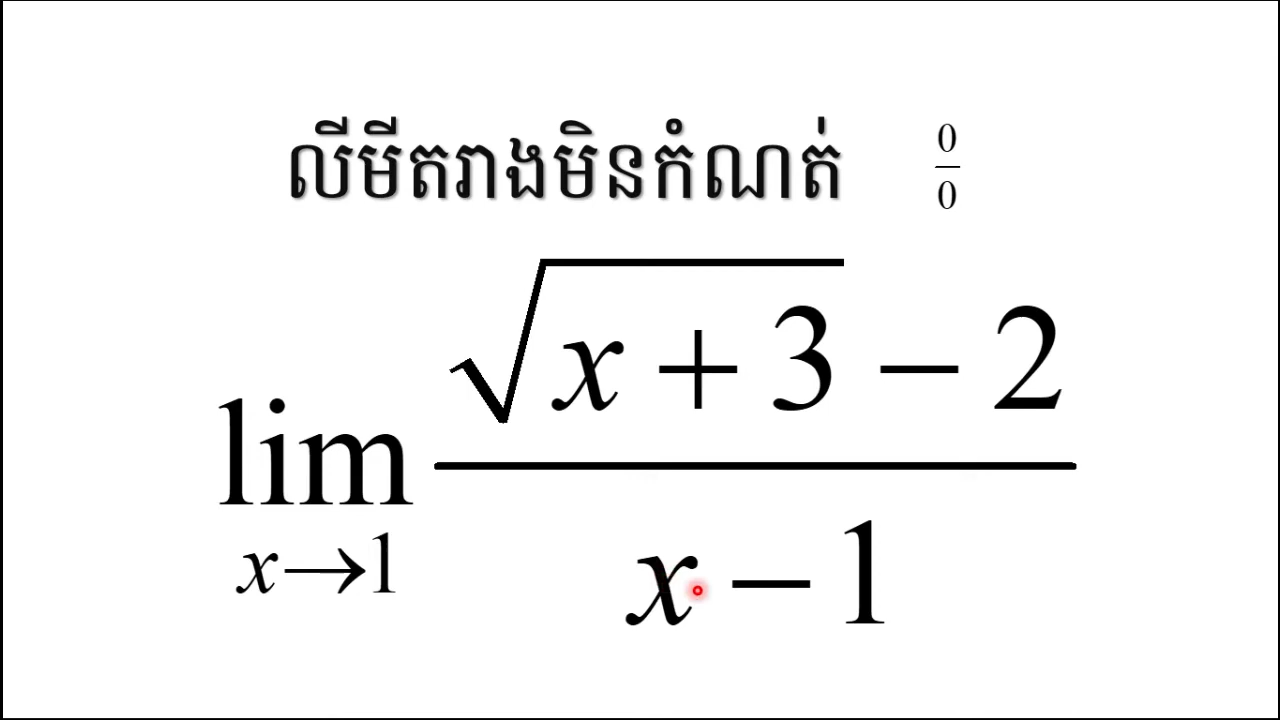 លីមីតរាងមិនកំណត់ 0/0
lim x→1 (√(x + 3) − 2)/(x − 1)